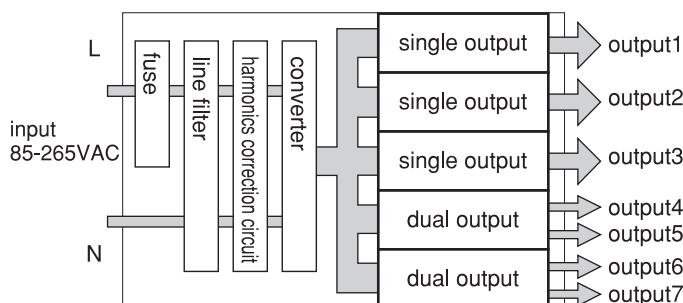 L
N
input
85-265VAC
fuse
line filter
harmonics correction circuit
converter
single output
single output
single output
dual output
dual output
output1
output2
output3
output4
output5
output6
output7